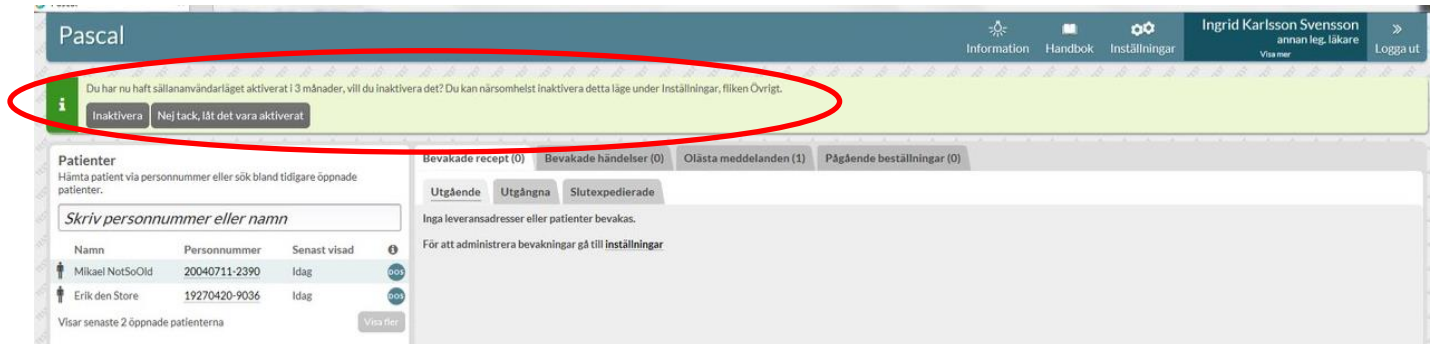 Pascal
Information
Handbok
Inställningar
Ingrid Karlsson Svensson
annan leg. läkare
Visa mer
Logga ut
Du har nu haft sällananvändarläget aktiverat i 3 månader, vill du inaktivera det? Du kan närsomhelst inaktivera detta läge under Inställningar, fliken Övrigt.
Inaktivera
Nej tack, låt det vara aktiverat
Patienter
Hämta patient via personnummer eller sök bland tidigare öppnade
patienter.
Skriv personnummer eller namn
Namn Personnummer Senast visad
Mikael NotSoOld 20040711-2390 Idag DOS
Erik den Store 19270420-9036 Idag DOS
Visar senaste 2 öppnade patienterna
Visa fler
Bevakade recept (0) Bevakade händelser (0) Olästa meddelanden (1) Pågående beställningar (0)
Utgående Utgångna Slutexpedierade
Inga leveransadresser eller patienter bevakas.
För att administrera bevakningar gå till inställningar